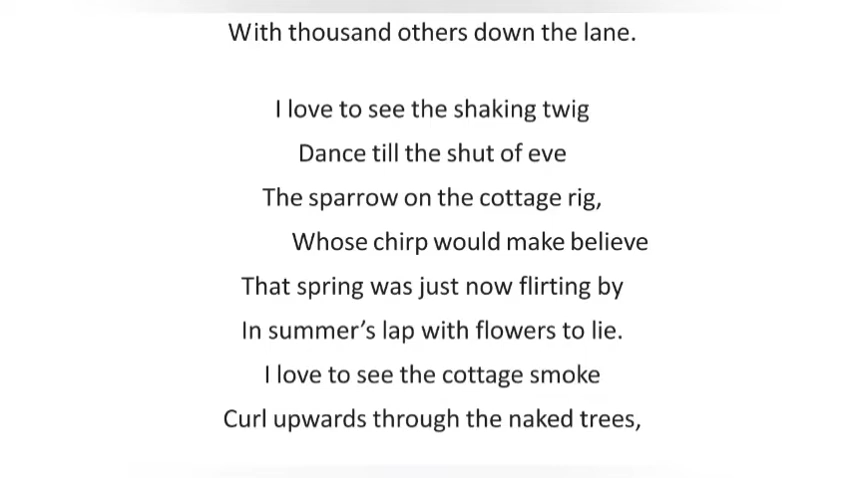 With thousand others down the lane.
I love to see the shaking twig
Dance till the shut of eve
The sparrow on the cottage rig,
Whose chirp would make believe
That spring was just now flirting by
In summer’s lap with flowers to lie.
I love to see the cottage smoke
Curl upwards through the naked trees,